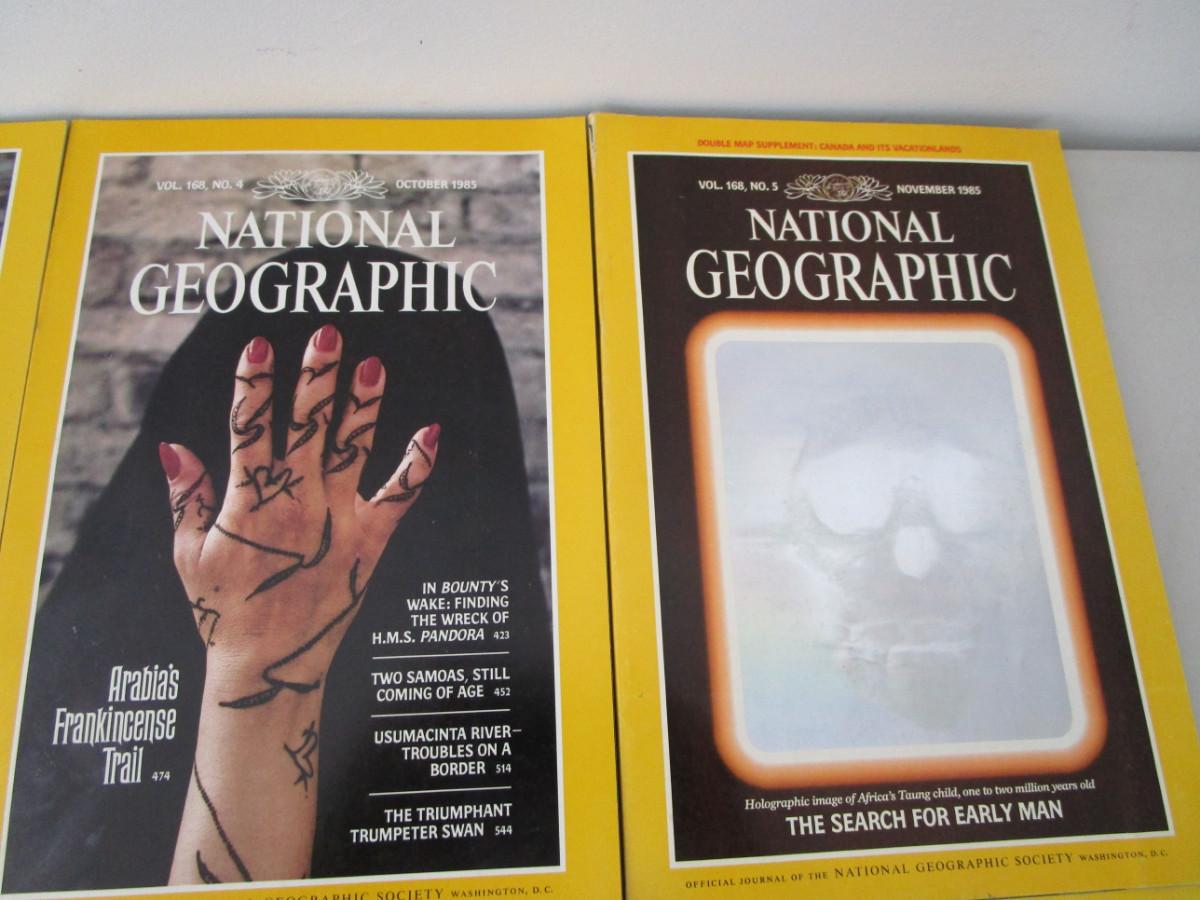 VOL. 168, NO. 4 OCTOBER 1985
NATIONAL
GEOGRAPHIC
IN BOUNTY'S
WAKE: FINDING
THE WRECK OF
H.M.S. PANDORA 423
TWO SAMOAS, STILL
COMING OF AGE 452
USUMACINTA RIVER–
TROUBLES ON A
BORDER 514
THE TRIUMPHANT
TRUMPETER SWAN 544
Arabia's
Frankincense
Trail 474
GEOGRAPHIC SOCIETY WASHINGTON, D.C.
DOUBLE MAP SUPPLEMENT: CANADA AND ITS VACATIONLANDS
VOL. 168, NO. 5 NOVEMBER 1985
NATIONAL
GEOGRAPHIC
Holographic image of Africa's Taung child, one to two million years old
THE SEARCH FOR EARLY MAN
OFFICIAL JOURNAL OF THE NATIONAL GEOGRAPHIC SOCIETY WASHINGTON, D.C.